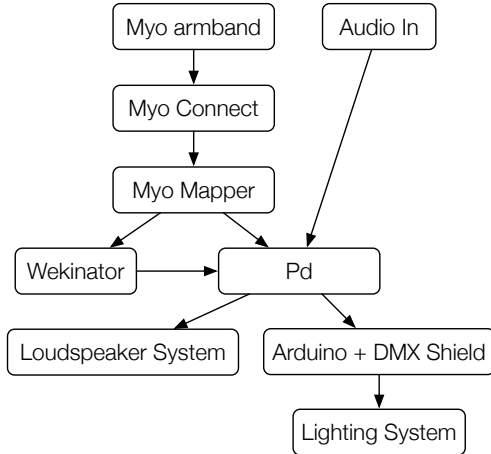 Myo armband
Audio In
Myo Connect
Myo Mapper
Wekinator
Pd
Loudspeaker System
Arduino + DMX Shield
Lighting System